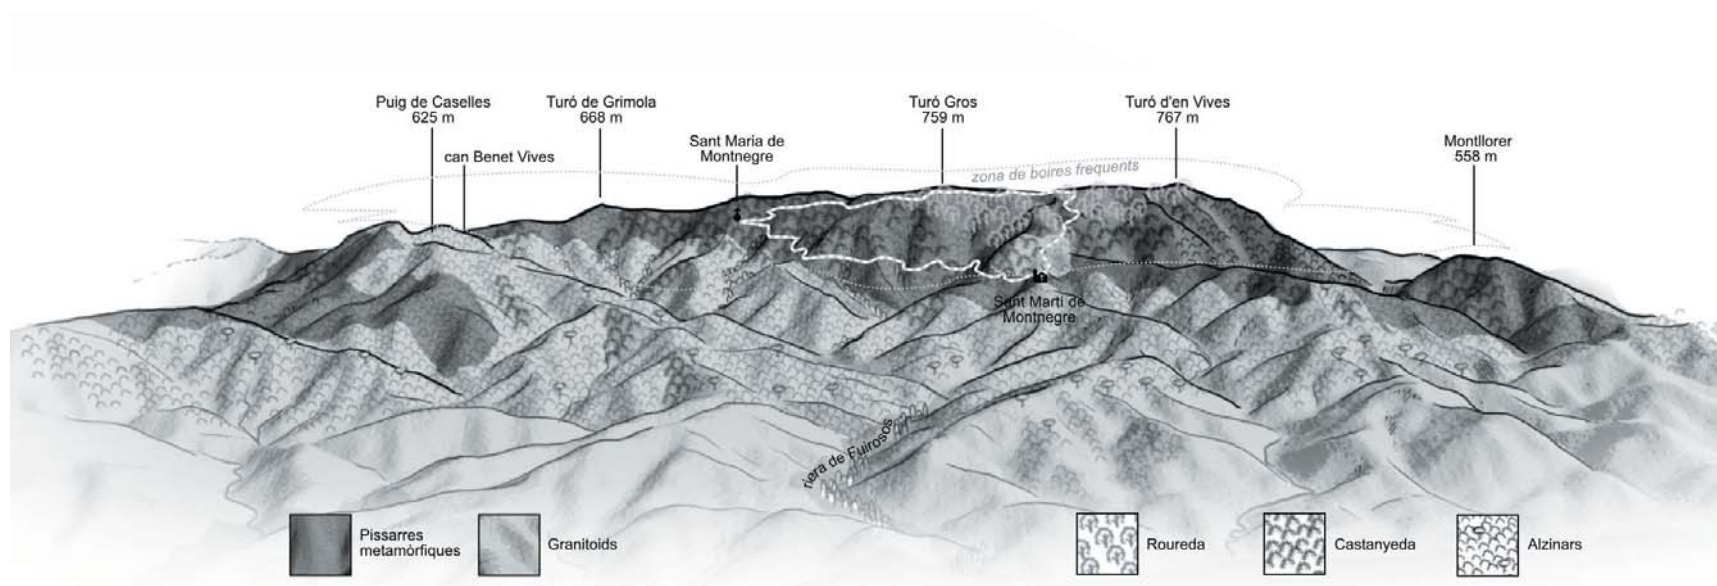 Puig de Caselles
625 m
can Benet Vives
Turó de Grimola
668 m
Sant Maria de
Montnegre
Turó Gros
759 m
zona de boires frequents
Turó d'en Vives
767 m
Montllorer
558 m
Sant Marti de
Montnegre
riera de Fuirosos
Pissarres
metamòrfiques
Granitoids
Roureda
Castanyeda
Alzinars